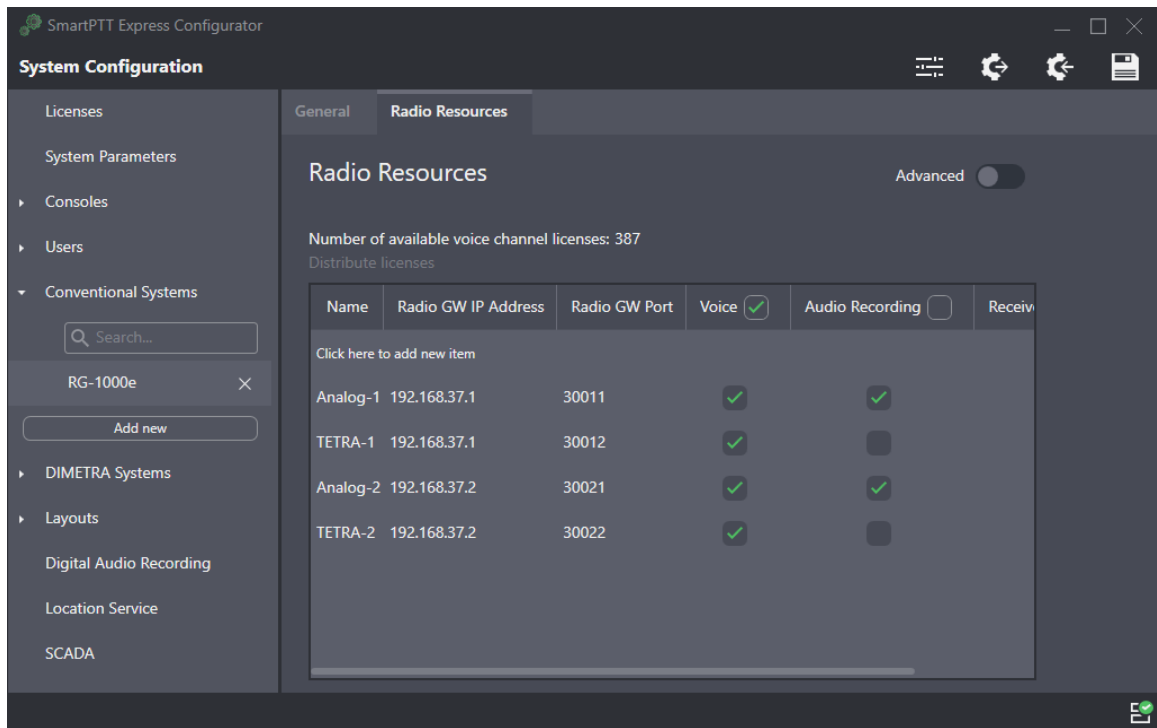 SmartPTT Express Configurator
System Configuration
Licenses
System Parameters
Consoles
Users
Conventional Systems
Search...
RG-1000e
Add new
DIMETRA Systems
Layouts
Digital Audio Recording
Location Service
SCADA
General Radio Resources
Radio Resources
Advanced
Number of available voice channel licenses: 387
Distribute licenses
Name Radio GW IP Address Radio GW Port Voice Audio Recording Receiv
Click here to add new item
Analog-1 192.168.37.1 30011
TETRA-1 192.168.37.1 30012
Analog-2 192.168.37.2 30021
TETRA-2 192.168.37.2 30022